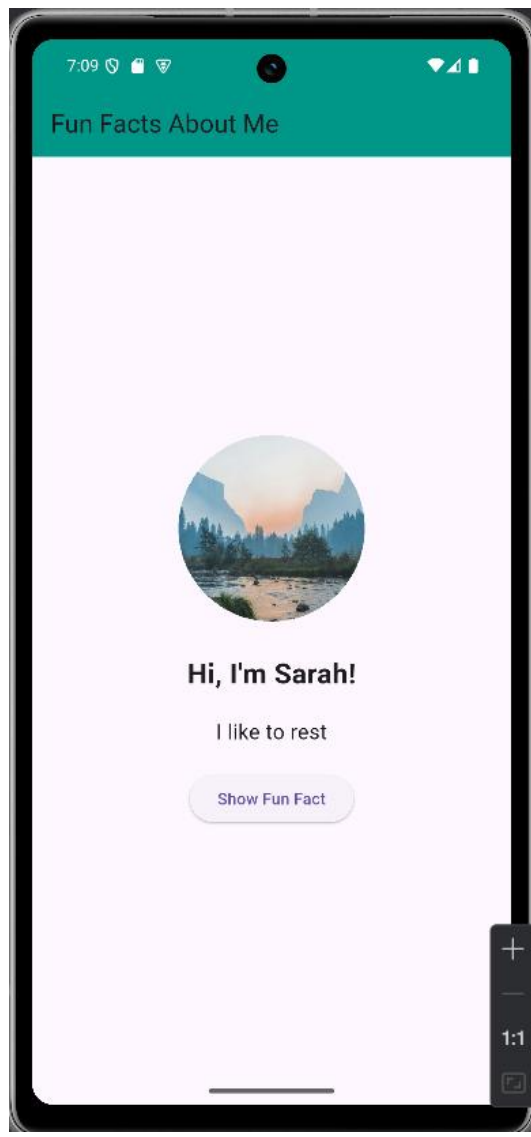 7:09
Fun Facts About Me
Hi, I'm Sarah!
I like to rest
Show Fun Fact
1:1